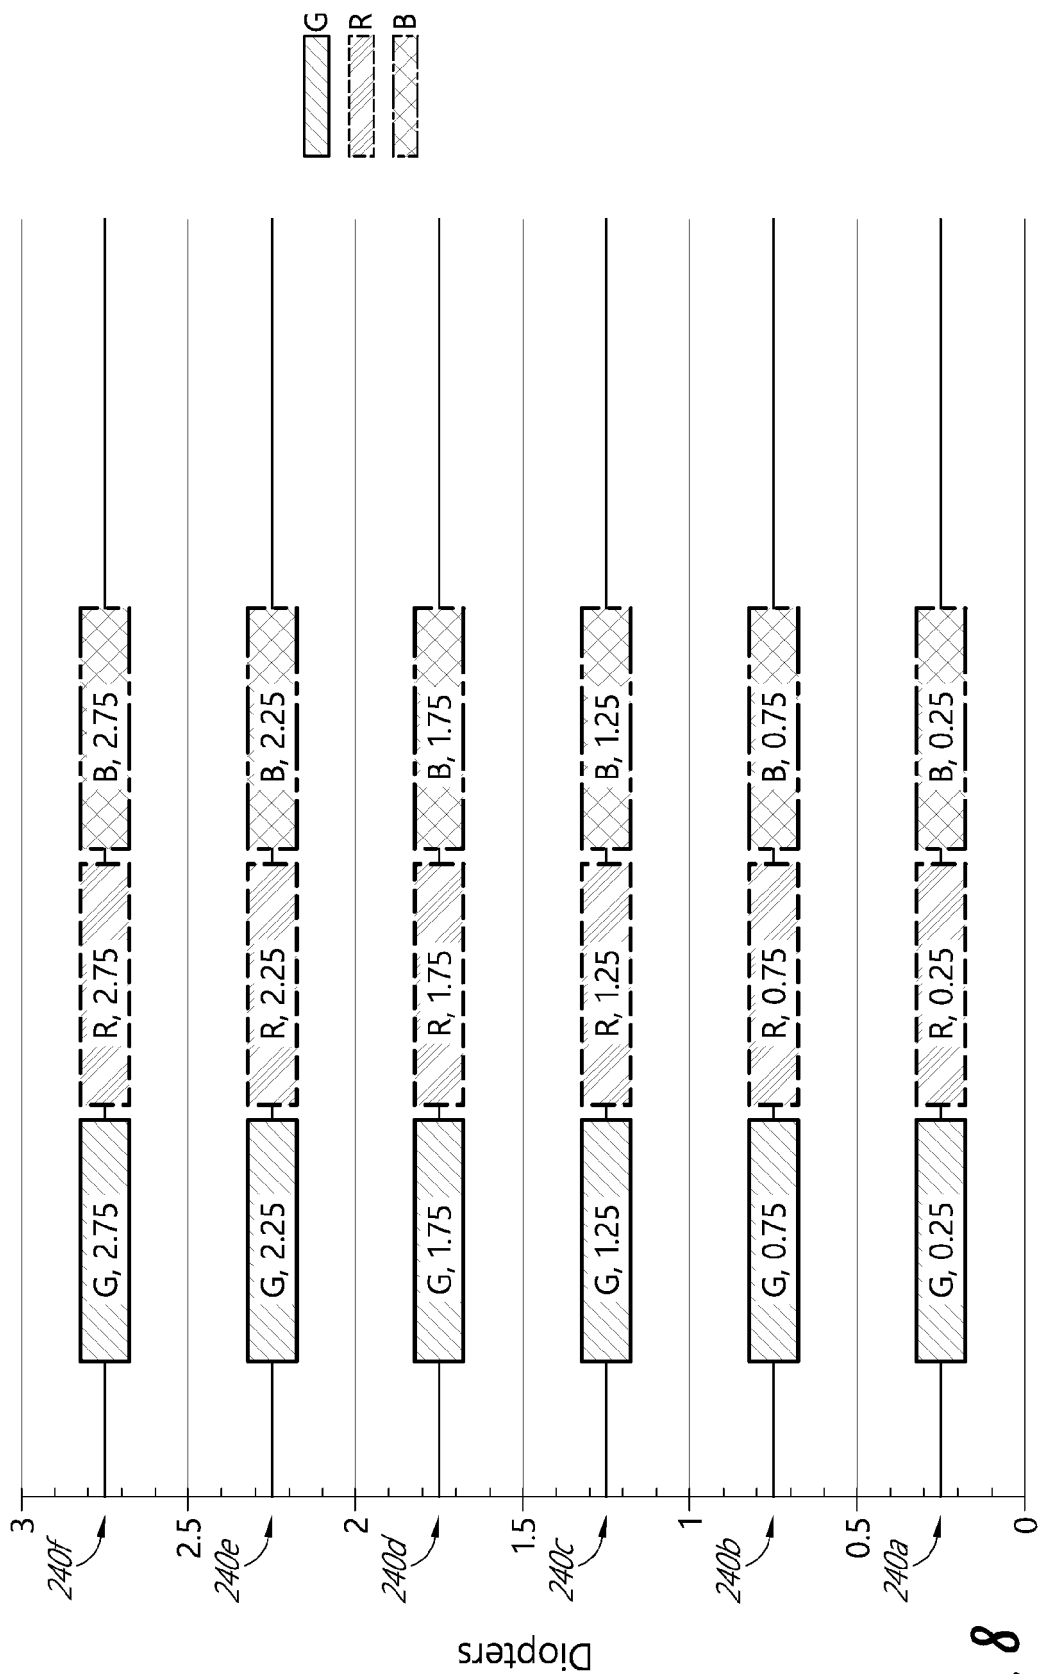 Diopters
3
240f
G, 2.75
R, 2.75
B, 2.75
2.5
240e
G, 2.25
R, 2.25
B, 2.25
2
240d
G, 1.75
R, 1.75
B, 1.75
1.5
240c
G, 1.25
R, 1.25
B, 1.25
1
240b
G, 0.75
R, 0.75
B, 0.75
0.5
240a
G, 0.25
R, 0.25
B, 0.25
0
G
R
B
8